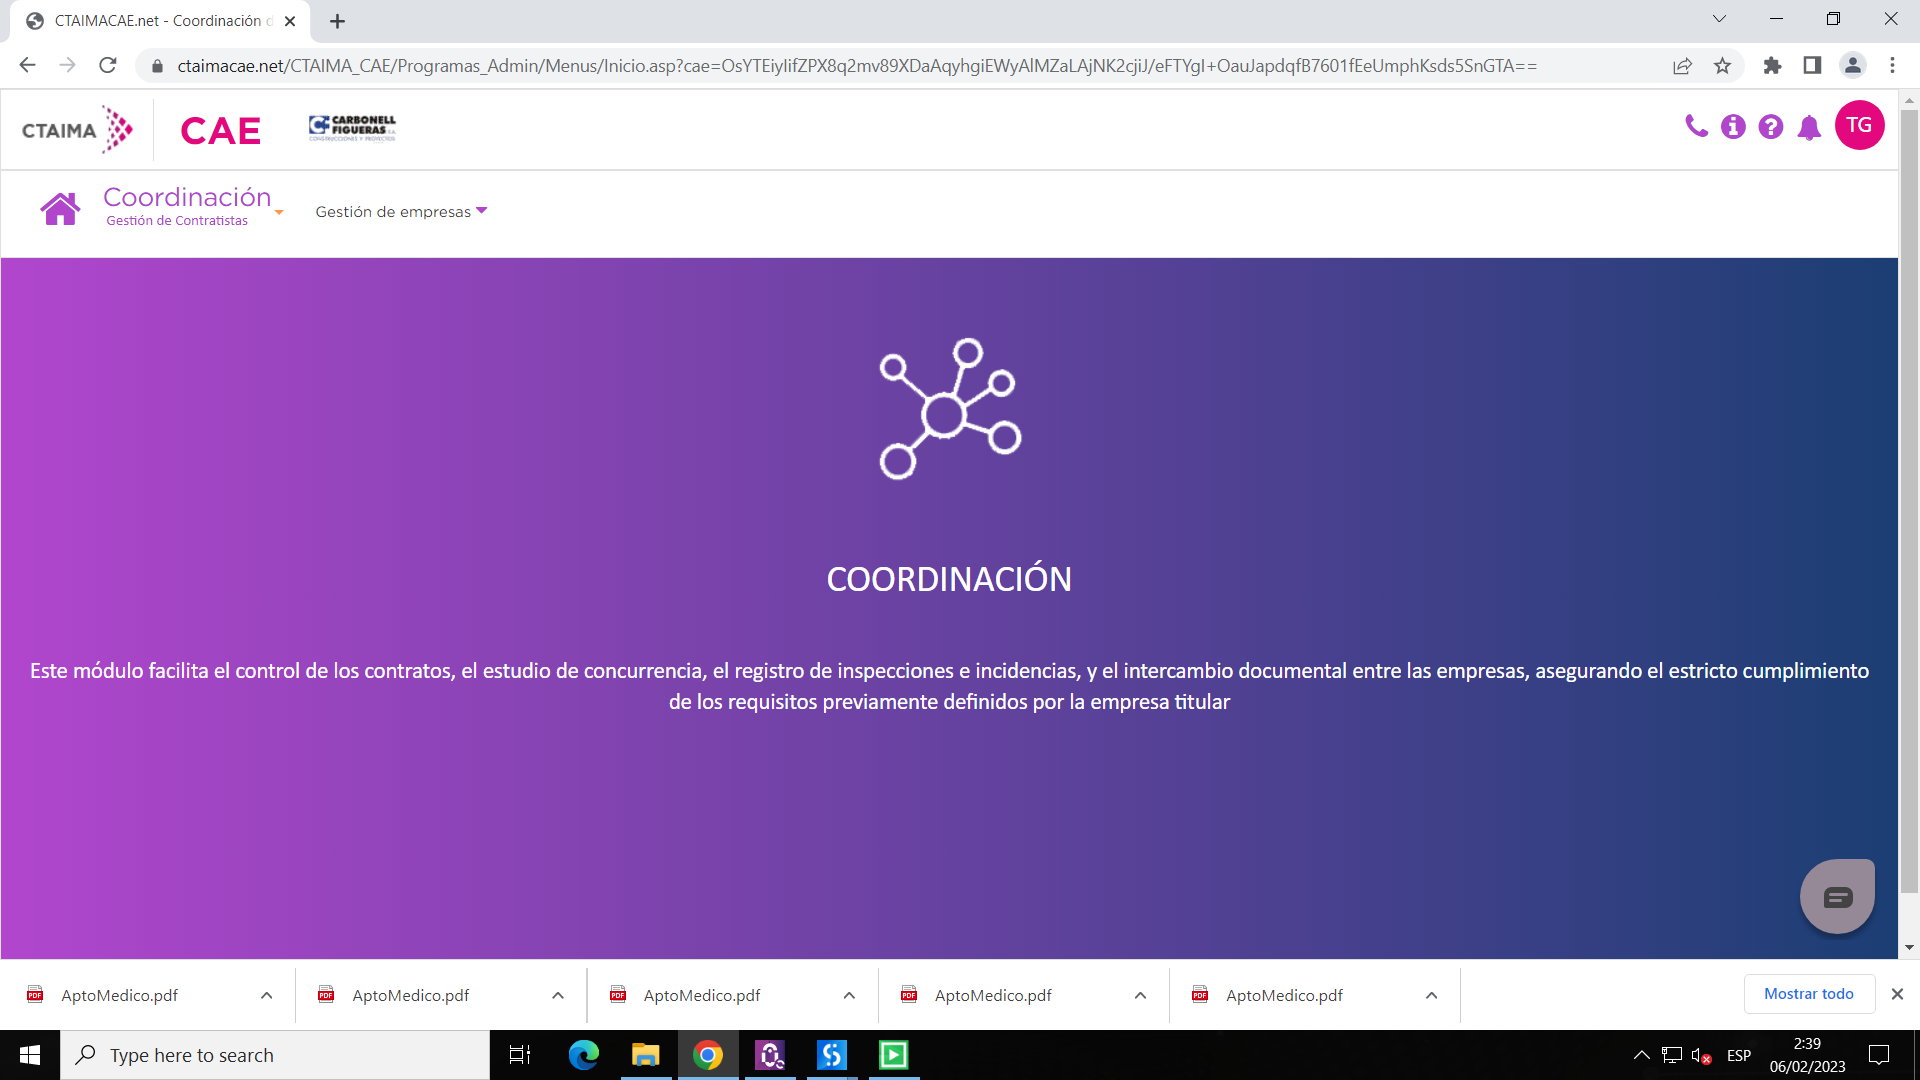 CTAIMACAE.net - Coordinación d
ctaimacae.net/CTAIMA_CAE/Programas_Admin/Menus/Inicio.asp?cae=OsYTEiyIifZPX8q2mv89XDaAqyhgiEWyAlMZaLAjNK2cjiJ/eFTYgI+OauJapdqfB7601fEeUmphKsds5SnGTA==
CTAIMA
CAE
CARBONELL
FIGUERAS S.A.
CONSTRUCCIONES Y PROYECTOS
TG
Coordinación
Gestión de Contratistas
Gestión de empresas
COORDINACIÓN
Este módulo facilita el control de los contratos, el estudio de concurrencia, el registro de inspecciones e incidencias, y el intercambio documental entre las empresas, asegurando el estricto cumplimiento
de los requisitos previamente definidos por la empresa titular
AptoMedico.pdf
AptoMedico.pdf
AptoMedico.pdf
AptoMedico.pdf
AptoMedico.pdf
Mostrar todo
Type here to search
ESP
2:39
06/02/2023